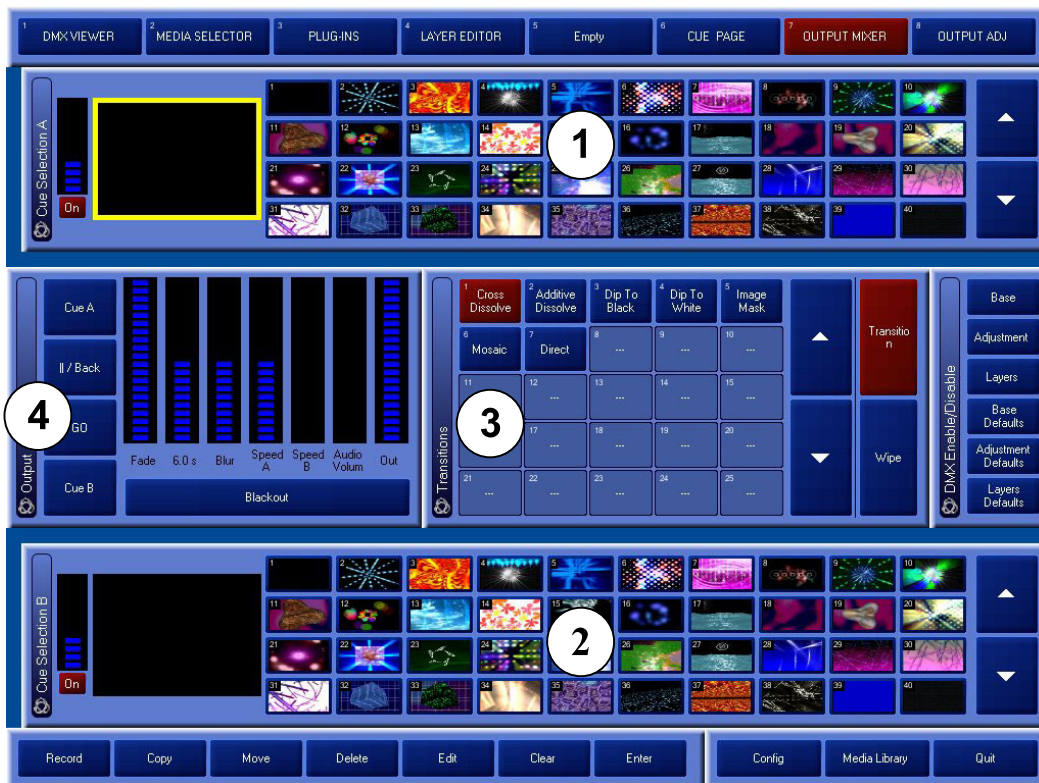 1 DMX VIEWER
2 MEDIA SELECTOR
3 PLUG-INS
4 LAYER EDITOR
5 Empty
6 CUE PAGE
7 OUTPUT MIXER
8 OUTPUT ADJ
Cue Selection A
On
1 2 3 4 5 6 7 8 9 10
11 12 13 14 16 17 18 19 20
21 22 23 24 25 26 27 28 29 30
31 32 33 34 35 36 37 38 39 40
1
Output
Cue A
|| / Back
GO
Cue B
4
Fade
6.0 s
Blur
Speed A
Speed B
Audio Volum
Out
Blackout
Transitions
1 Cross Dissolve
2 Additive Dissolve
3 Dip To Black
4 Dip To White
5 Image Mask
6 Mosaic
7 Direct
8 ---
9 ---
10 ---
11 ---
12 ---
13 ---
14 ---
15 ---
17 ---
18 ---
19 ---
20 ---
21 ---
22 ---
23 ---
24 ---
25 ---
3
Transitio
n
Wipe
DMX Enable/Disable
Base
Adjustment
Layers
Base Defaults
Adjustment Defaults
Layers Defaults
Cue Selection B
On
1 2 3 4 5 6 7 8 9 10
11 12 13 14 15 16 17 18 19 20
21 22 23 24 26 27 28 29 30
31 32 33 34 35 36 37 38 39 40
2
Record
Copy
Move
Delete
Edit
Clear
Enter
Config
Media Library
Quit